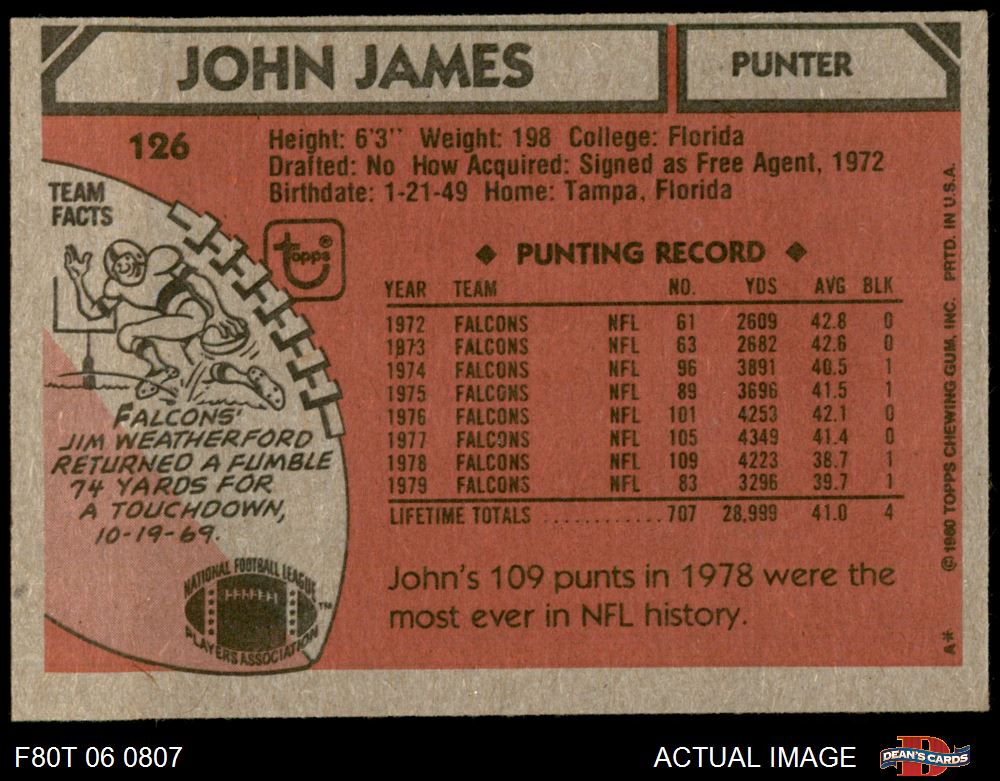 JOHN JAMES
PUNTER
126
Height: 6'3" Weight: 198 College: Florida
Drafted: No How Acquired: Signed as Free Agent, 1972
Birthdate: 1-21-49 Home: Tampa, Florida
TEAM
FACTS
Topps®
FALCONS'
JIM WEATHERFORD
RETURNED A FUMBLE
74 YARDS FOR
A TOUCHDOWN,
10-19-69.
NATIONAL FOOTBALL LEAGUE
PLAYERS ASSOCIATION
™
◆ PUNTING RECORD ◆
YEAR TEAM NO. YDS AVG BLK
1972 FALCONS NFL 61 2609 42.8 0
1973 FALCONS NFL 63 2682 42.6 0
1974 FALCONS NFL 96 3891 40.5 1
1975 FALCONS NFL 89 3696 41.5 1
1976 FALCONS NFL 101 4253 42.1 0
1977 FALCONS NFL 105 4349 41.4 0
1978 FALCONS NFL 109 4223 38.7 1
1979 FALCONS NFL 83 3296 39.7 1
LIFETIME TOTALS .......... 707 28,999 41.0 4
John's 109 punts in 1978 were the
most ever in NFL history.
A* © 1980 TOPPS CHEWING GUM, INC. PRTD. IN U.S.A.
F80T 06 0807
ACTUAL IMAGE
DEAN'S CARDS